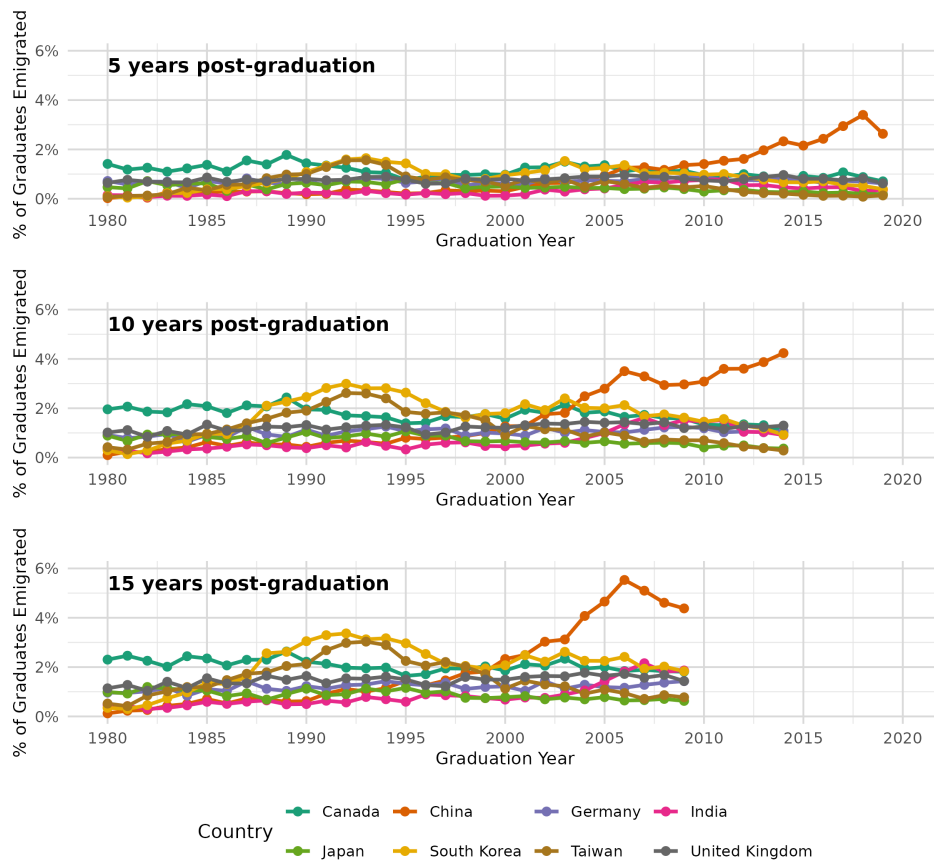 % of Graduates Emigrated
6%
4%
2%
0%
5 years post-graduation
1980 1985 1990 1995 2000 2005 2010 2015 2020
Graduation Year
% of Graduates Emigrated
6%
4%
2%
0%
10 years post-graduation
1980 1985 1990 1995 2000 2005 2010 2015 2020
Graduation Year
% of Graduates Emigrated
6%
4%
2%
0%
15 years post-graduation
1980 1985 1990 1995 2000 2005 2010 2015 2020
Graduation Year
Country
Canada China Germany India
Japan South Korea Taiwan United Kingdom